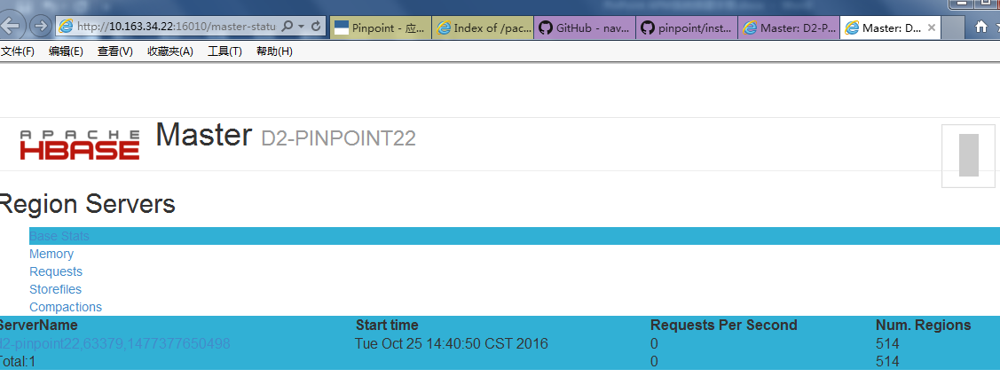 http://10.163.34.22:16010/master-statu
Pinpoint - 应...
Index of /pac...
GitHub - nav...
pinpoint/inst...
Master: D2-P...
Master: D...
文件(F) 编辑(E) 查看(V) 收藏夹(A) 工具(T) 帮助(H)
APACHE
HBASE
Master D2-PINPOINT22
Region Servers
Base Stats
Memory
Requests
Storefiles
Compactions
ServerName Start time Requests Per Second Num. Regions
d2-pinpoint22,63379,1477377650498 Tue Oct 25 14:40:50 CST 2016 0 514
Total:1 0 514